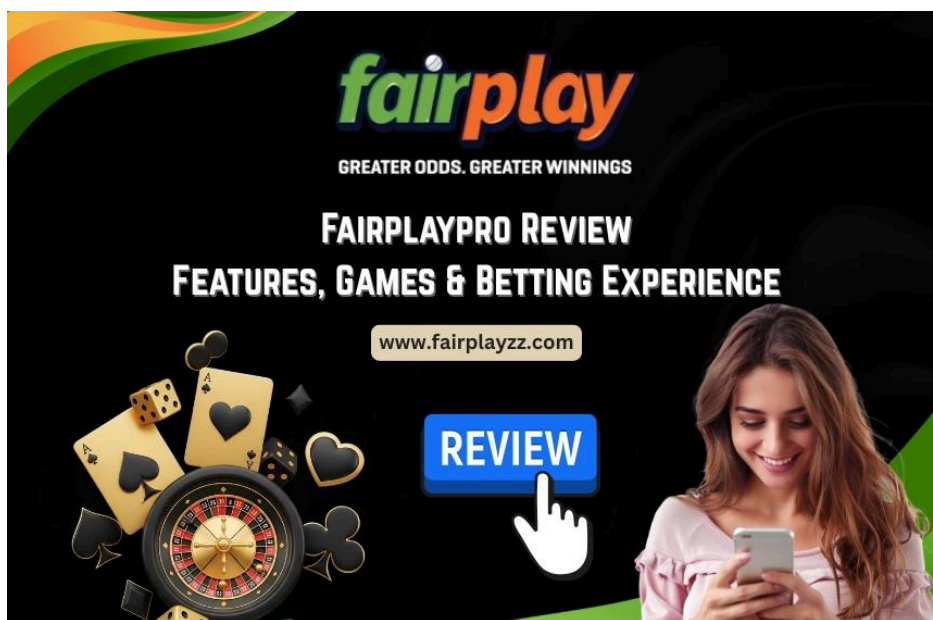 fairplay
GREATER ODDS. GREATER WINNINGS
FAIRPLAYPRO REVIEW
FEATURES, GAMES & BETTING EXPERIENCE
www.fairplayzz.com
REVIEW
A
A